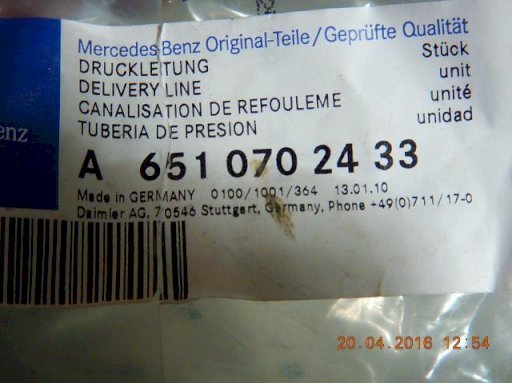 Mercedes-Benz Original-Teile/Geprüfte Qualität
DRUCKLEITUNG Stück
DELIVERY LINE unit
CANALISATION DE REFOULEME unité
TUBERIA DE PRESION unidad
enz
A 651 070 24 33
Made in GERMANY 0100/1001/364 13.01.10
Daimler AG, 70546 Stuttgart, Germany, Phone +49(0)711/17-0
20.04.2016 12:54